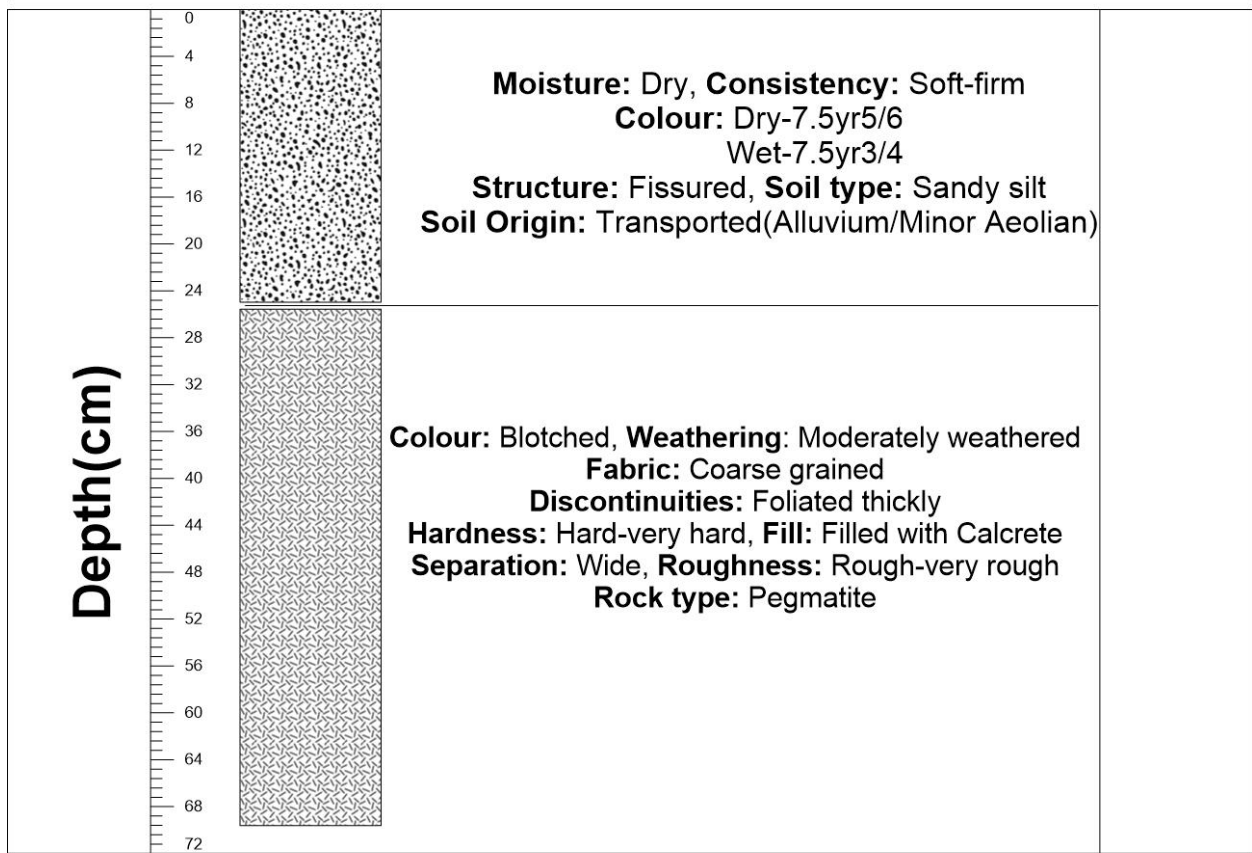 0
4
8
12
16
20
24
28
32
36
40
44
48
52
56
60
64
68
72
Depth(cm)
Moisture: Dry, Consistency: Soft-firm
Colour: Dry-7.5yr5/6
Wet-7.5yr3/4
Structure: Fissured, Soil type: Sandy silt
Soil Origin: Transported(Alluvium/Minor Aeolian)
Colour: Blotched, Weathering: Moderately weathered
Fabric: Coarse grained
Discontinuities: Foliated thickly
Hardness: Hard-very hard, Fill: Filled with Calcrete
Separation: Wide, Roughness: Rough-very rough
Rock type: Pegmatite